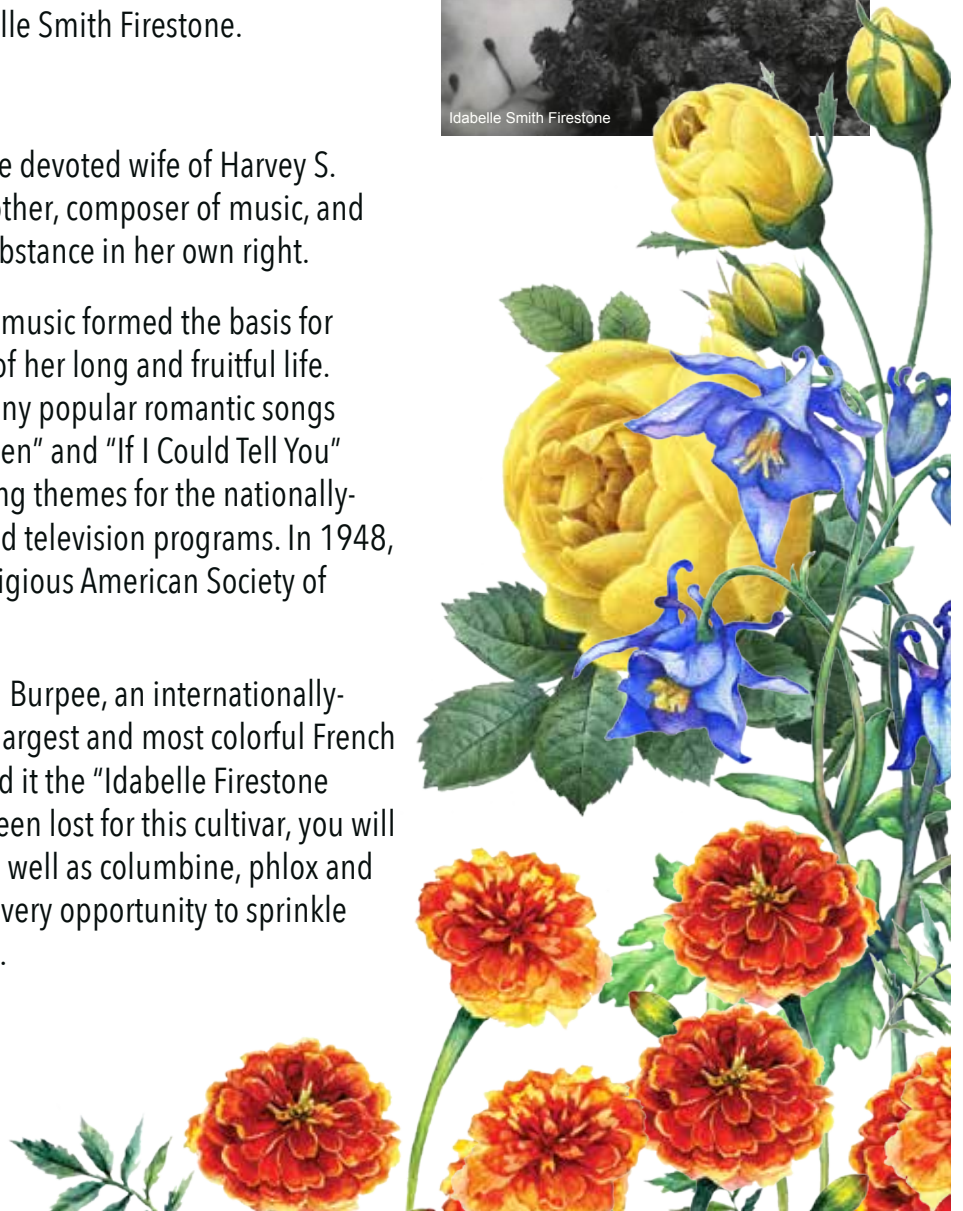 lle Smith Firestone.
Idabelle Smith Firestone
e devoted wife of Harvey S.
other, composer of music, and
bstance in her own right.
music formed the basis for
of her long and fruitful life.
ny popular romantic songs
en” and “If I Could Tell You”
ng themes for the nationally-
d television programs. In 1948,
igious American Society of
Burpee, an internationally-
argest and most colorful French
d it the “Idabelle Firestone
een lost for this cultivar, you will
well as columbine, phlox and
very opportunity to sprinkle
.